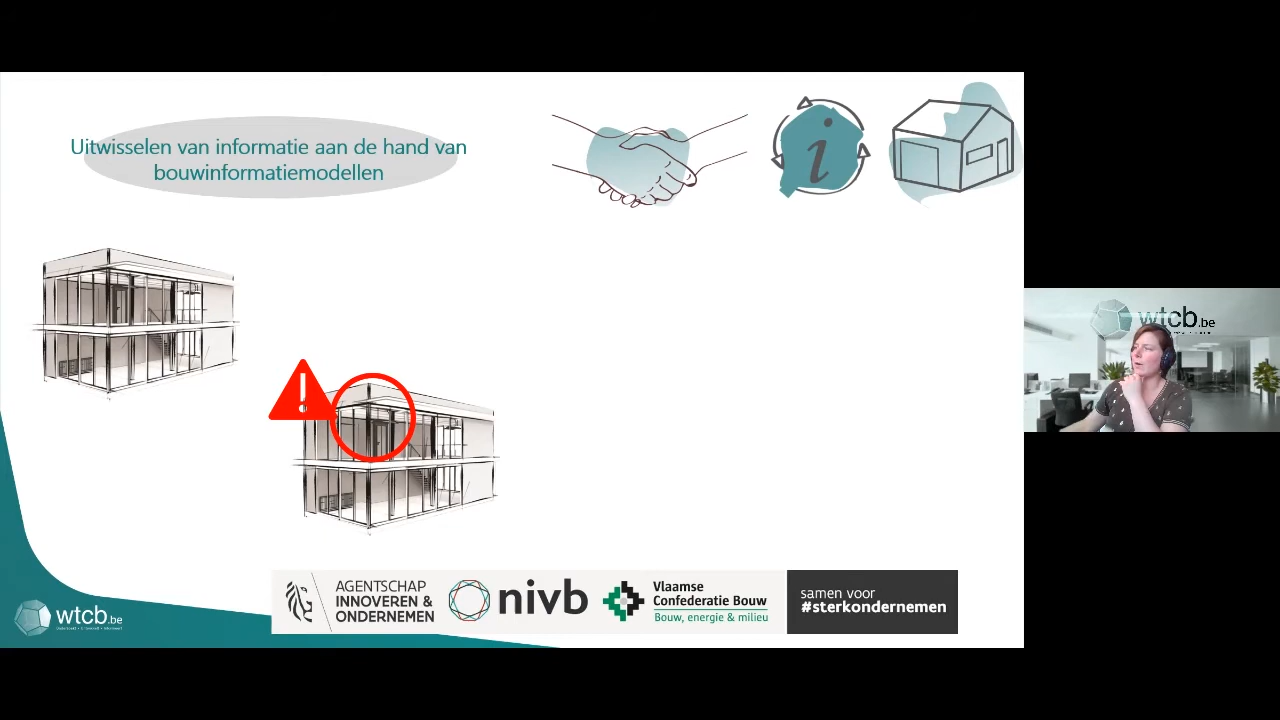 Uitwisselen van informatie aan de hand van
bouwinformatiemodellen
i
wtcb.be
wtcb.be
AGENTSCHAP
INNOVEREN &
ONDERNEMEN
nivb
Vlaamse
Confederatie Bouw
Bouw, energie & milieu
samen voor
#sterkondernemen